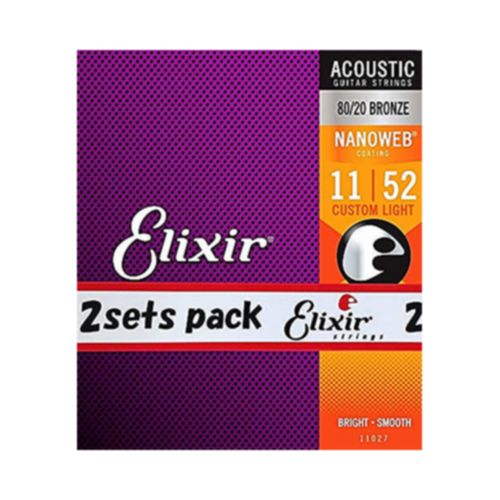 ACOUSTIC
GUITAR STRINGS
80/20 BRONZE
NANOWEB®
COATING
11 | 52
CUSTOM LIGHT
e
Elixir®
2sets pack
Elixir
strings
2
BRIGHT • SMOOTH
11027